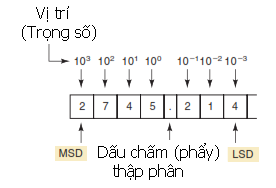 Vị trí
(Trọng số)
10³ 10² 10¹ 10⁰ 10⁻¹ 10⁻² 10⁻³
2 7 4 5 . 2 1 4
MSD Dấu chấm (phẩy) LSD
thập phân